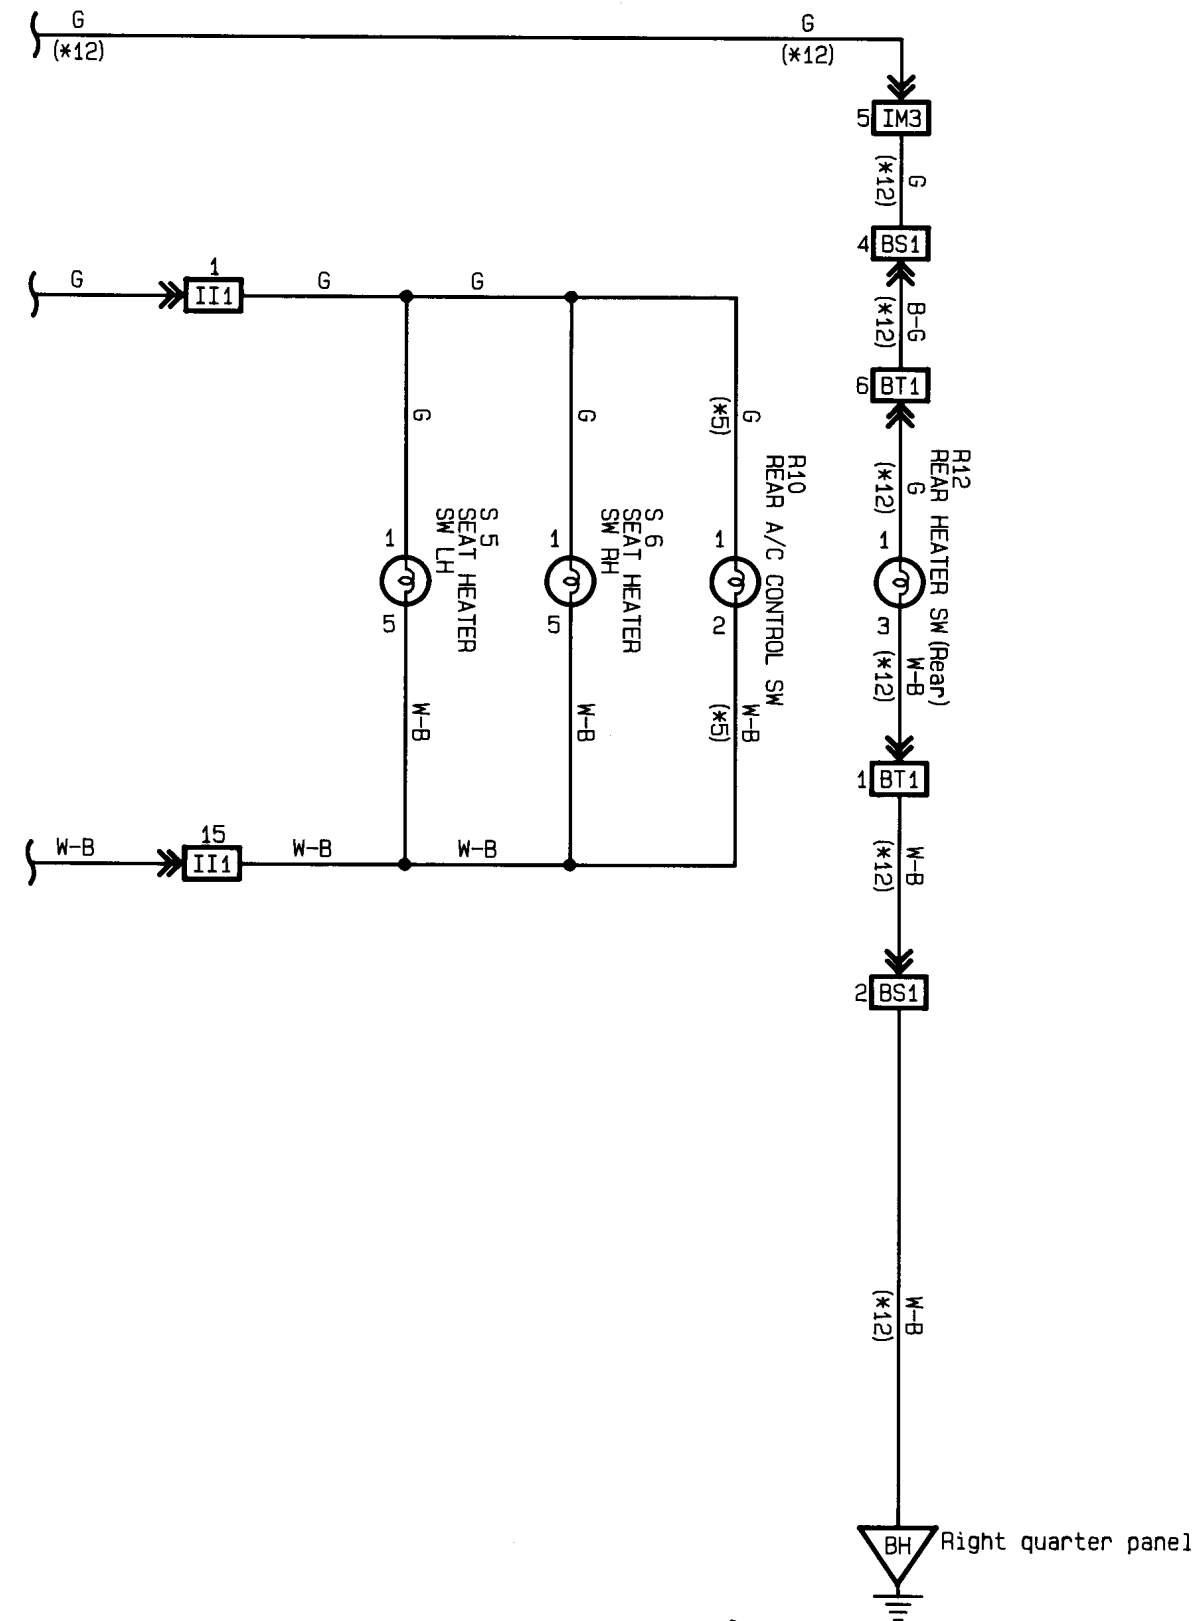 G
(*12)
G
(*12)
5 IM3
G
(*12)
4 BS1
B-G
(*12)
6 BT1
G
(*12)
R12
REAR HEATER SW (Rear)
1
3
W-B
(*12)
1 BT1
W-B
(*12)
2 BS1
W-B
(*12)
BH
Right quarter panel
G
1
II1
G
G
G
G
G
(*5)
S 5
SEAT HEATER
SW LH
1
5
S 6
SEAT HEATER
SW RH
1
5
R10
REAR A/C CONTROL SW
1
2
W-B
W-B
W-B
(*5)
W-B
15
II1
W-B
W-B